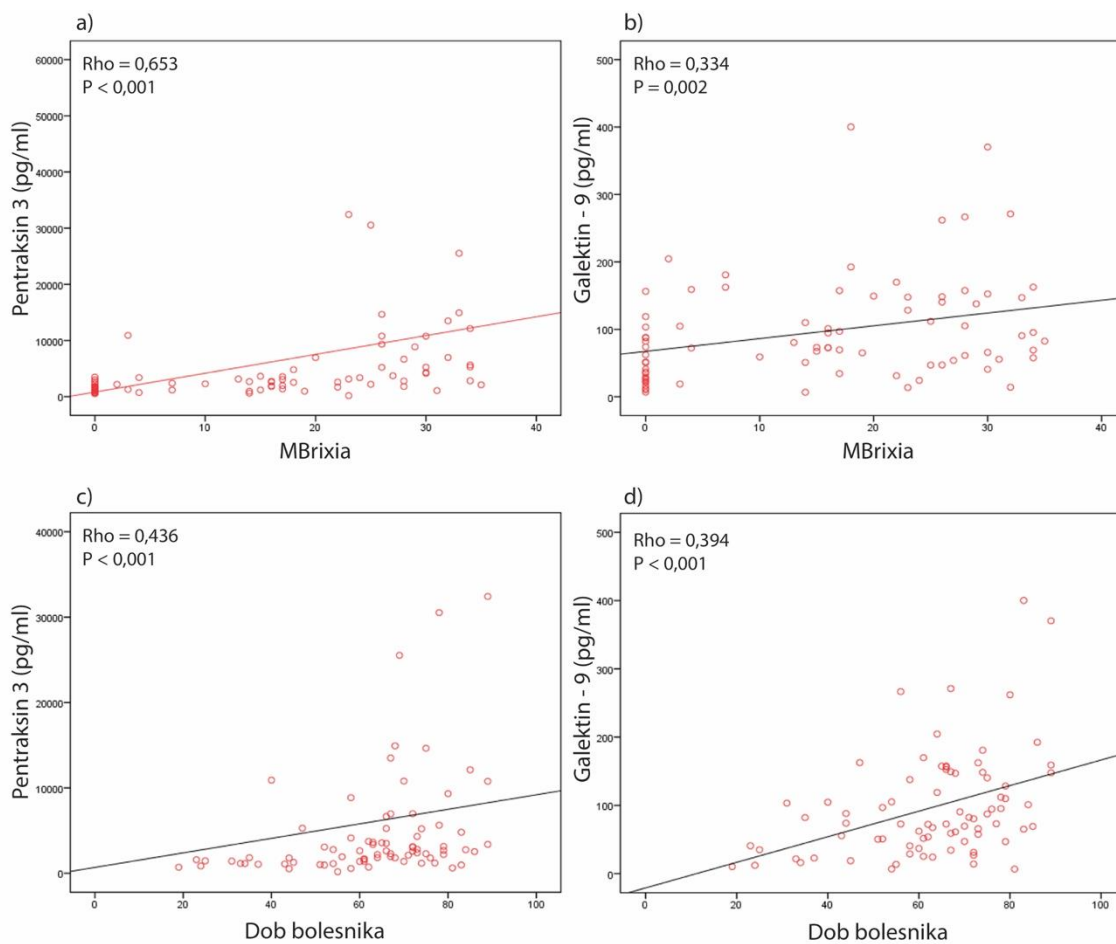 a)
Rho = 0,653
P < 0,001
Pentraksin 3 (pg/ml)
60000
50000
40000
30000
20000
10000
0
0 10 20 30 40
MBrixia
b)
Rho = 0,334
P = 0,002
Galektin - 9 (pg/ml)
500
400
300
200
100
0
0 10 20 30 40
MBrixia
c)
Rho = 0,436
P < 0,001
Pentraksin 3 (pg/ml)
40000
30000
20000
10000
0
0 20 40 60 80 100
Dob bolesnika
d)
Rho = 0,394
P < 0,001
Galektin - 9 (pg/ml)
500
400
300
200
100
0
0 20 40 60 80 100
Dob bolesnika